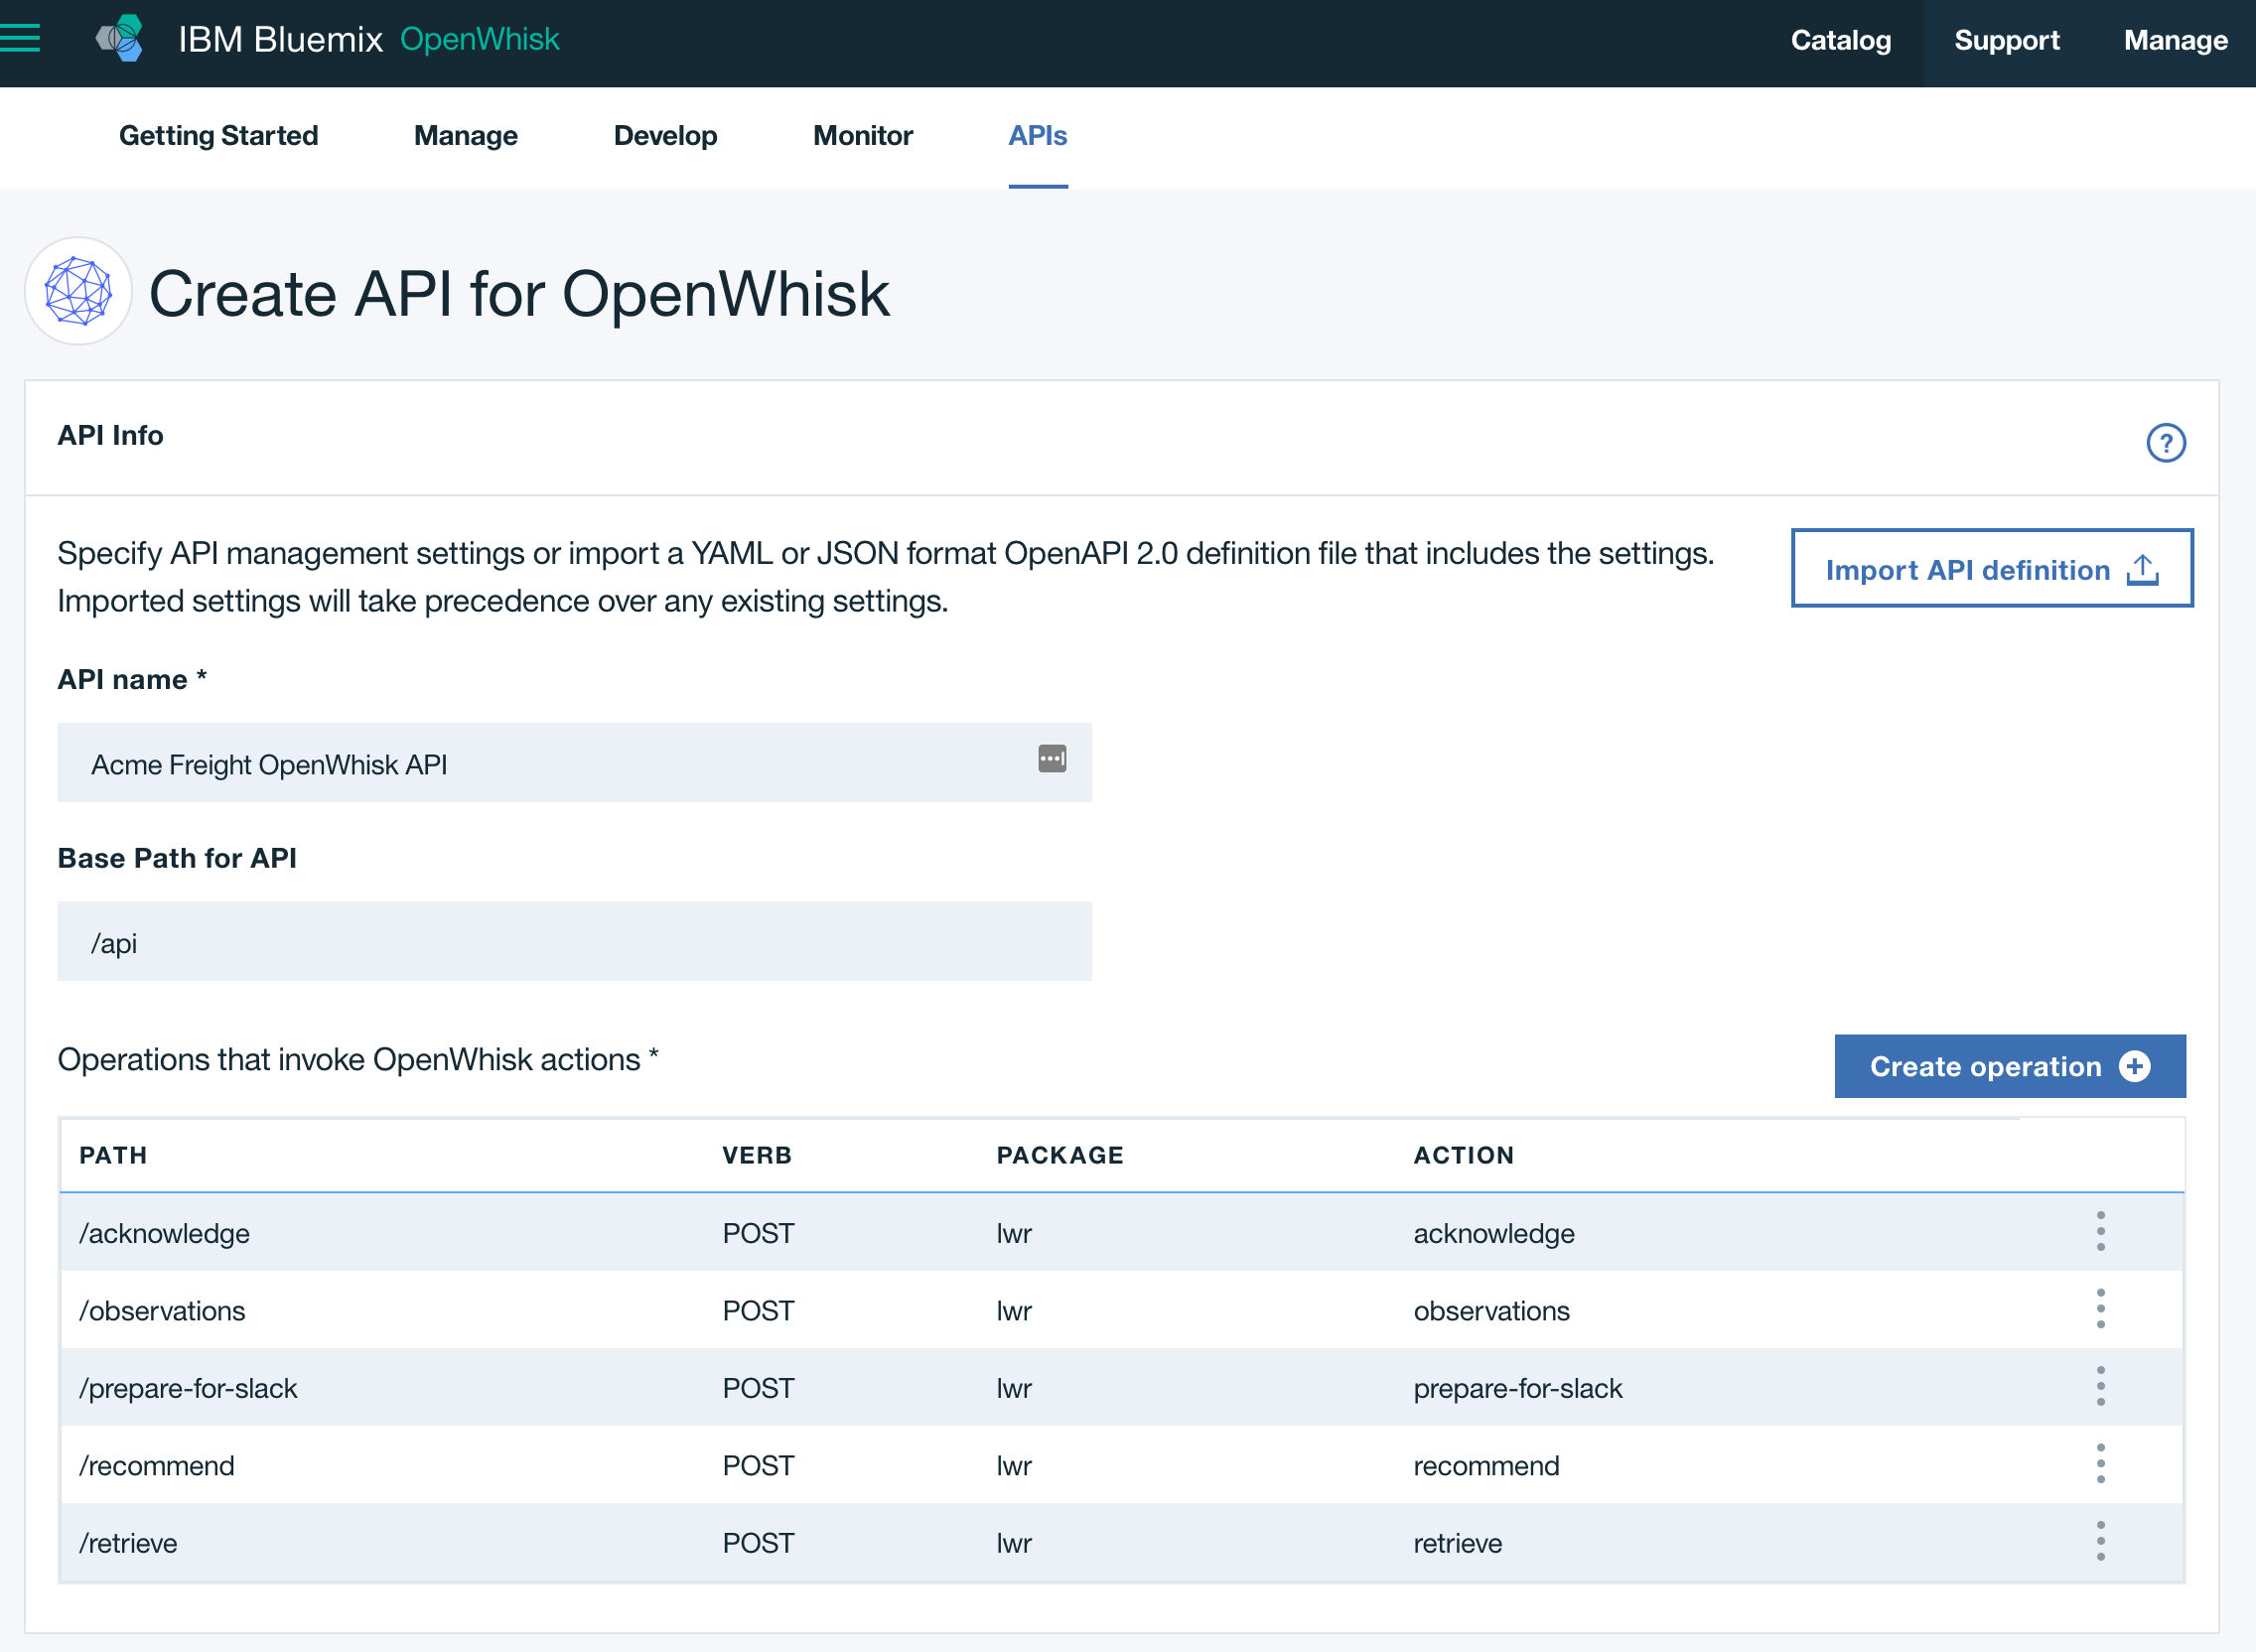 IBM Bluemix OpenWhisk Catalog Support Manage
Getting Started Manage Develop Monitor APIs
Create API for OpenWhisk
API Info
?
Specify API management settings or import a YAML or JSON format OpenAPI 2.0 definition file that includes the settings.
Imported settings will take precedence over any existing settings.
Import API definition
API name *
Acme Freight OpenWhisk API
Base Path for API
/api
Operations that invoke OpenWhisk actions *
Create operation
PATH VERB PACKAGE ACTION
/acknowledge POST lwr acknowledge
/observations POST lwr observations
/prepare-for-slack POST lwr prepare-for-slack
/recommend POST lwr recommend
/retrieve POST lwr retrieve